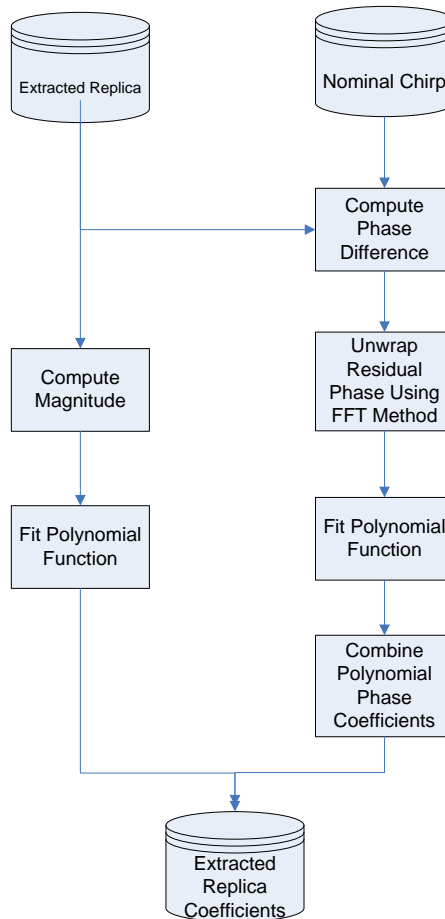 Extracted Replica
Nominal Chirp
Compute
Phase
Difference
Unwrap
Residual
Phase Using
FFT Method
Compute
Magnitude
Fit Polynomial
Function
Fit Polynomial
Function
Combine
Polynomial
Phase
Coefficients
Extracted
Replica
Coefficients